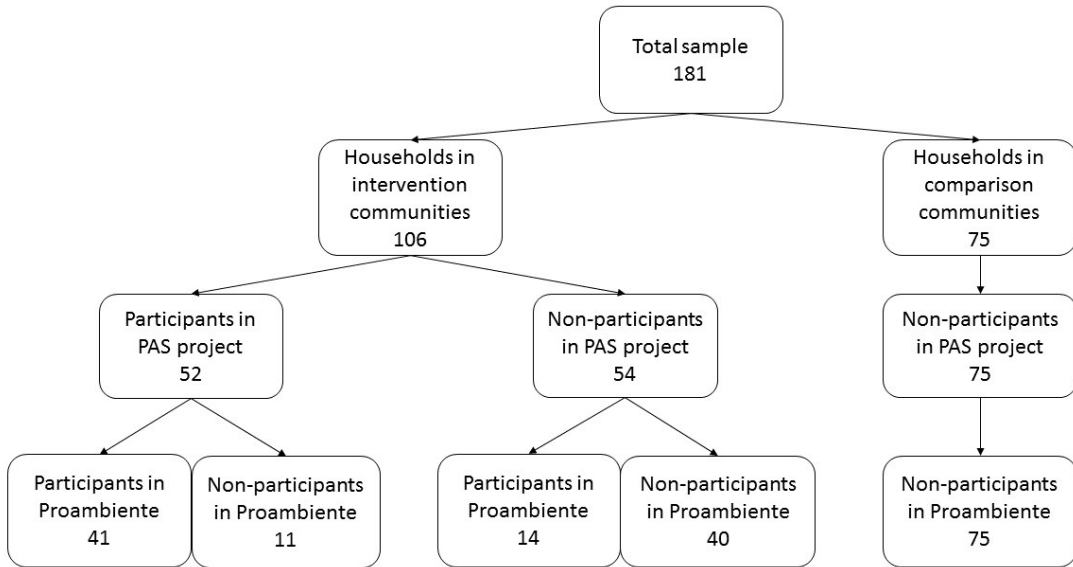 Total sample
181
Households in
intervention
communities
106
Households in
comparison
communities
75
Participants in
PAS project
52
Non-participants
in PAS project
54
Non-participants
in PAS project
75
Participants in
Proambiente
41
Non-participants
in Proambiente
11
Participants in
Proambiente
14
Non-participants
in Proambiente
40
Non-participants
in Proambiente
75